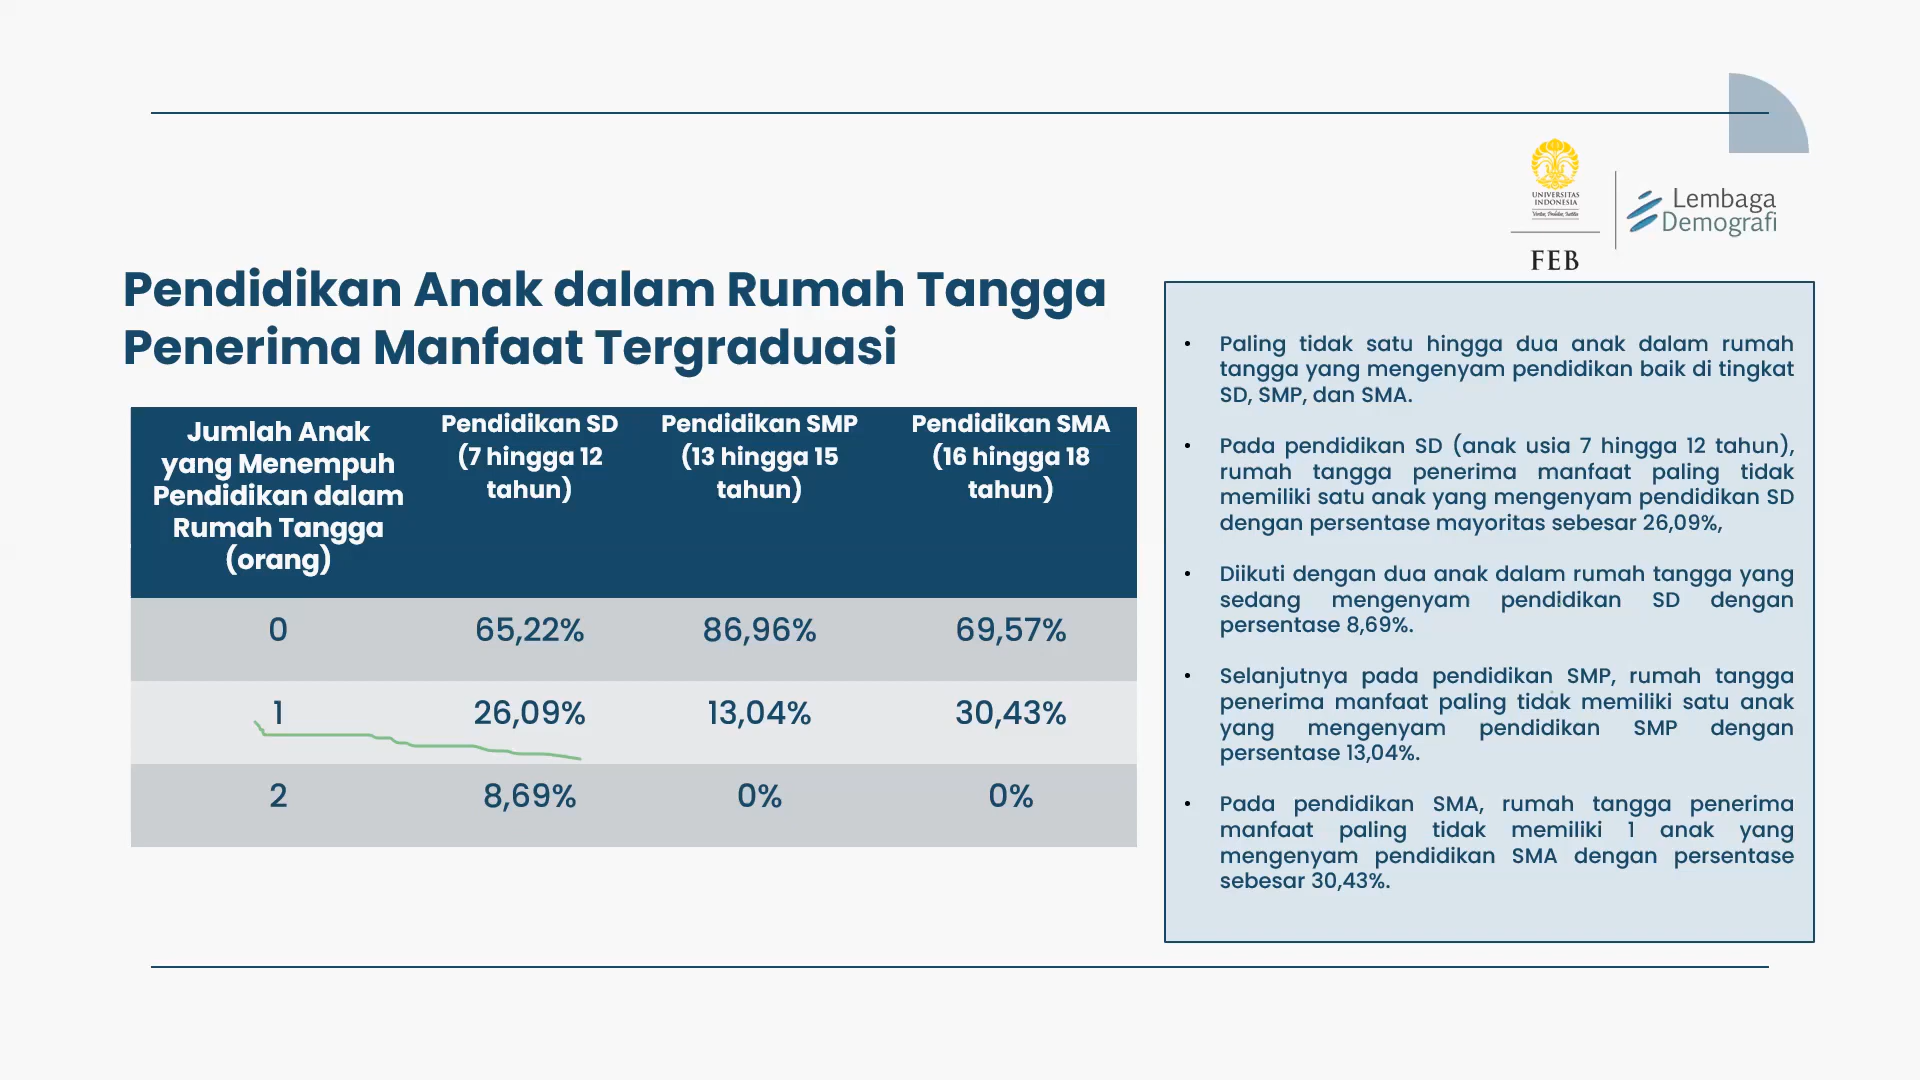 UNIVERSITAS
INDONESIA
Veritas, Probitas, Iustitia
FEB
Lembaga
Demografi
Pendidikan Anak dalam Rumah Tangga
Penerima Manfaat Tergraduasi
Jumlah Anak
yang Menempuh
Pendidikan dalam
Rumah Tangga
(orang)
Pendidikan SD
(7 hingga 12
tahun)
Pendidikan SMP
(13 hingga 15
tahun)
Pendidikan SMA
(16 hingga 18
tahun)
0 65,22% 86,96% 69,57%
1 26,09% 13,04% 30,43%
2 8,69% 0% 0%
• Paling tidak satu hingga dua anak dalam rumah
tangga yang mengenyam pendidikan baik di tingkat
SD, SMP, dan SMA.
• Pada pendidikan SD (anak usia 7 hingga 12 tahun),
rumah tangga penerima manfaat paling tidak
memiliki satu anak yang mengenyam pendidikan SD
dengan persentase mayoritas sebesar 26,09%,
• Diikuti dengan dua anak dalam rumah tangga yang
sedang mengenyam pendidikan SD dengan
persentase 8,69%.
• Selanjutnya pada pendidikan SMP, rumah tangga
penerima manfaat paling tidak memiliki satu anak
yang mengenyam pendidikan SMP dengan
persentase 13,04%.
• Pada pendidikan SMA, rumah tangga penerima
manfaat paling tidak memiliki 1 anak yang
mengenyam pendidikan SMA dengan persentase
sebesar 30,43%.